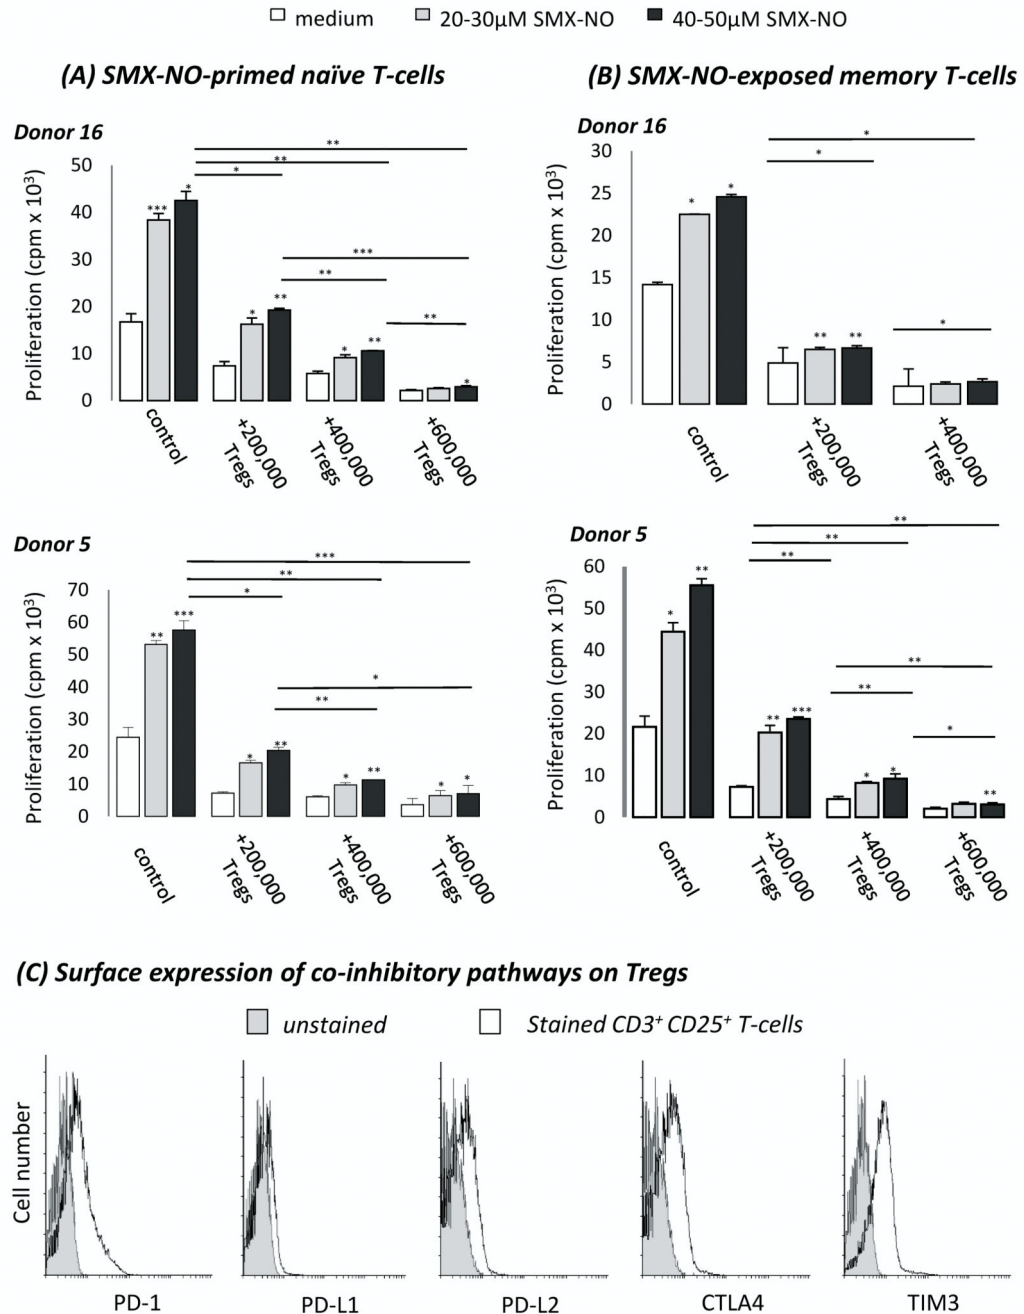 medium 20-30μM SMX-NO 40-50μM SMX-NO
(A) SMX-NO-primed naïve T-cells
Donor 16
Proliferation (cpm x 10³)
50
40
30
20
10
0
**
**
*
***
*
***
**
*
**
**
*
**
*
control
+200,000 Tregs
+400,000 Tregs
+600,000 Tregs
Donor 5
Proliferation (cpm x 10³)
70
60
50
40
30
20
10
0
***
**
*
**
***
*
**
*
**
*
**
*
*
control
+200,000 Tregs
+400,000 Tregs
+600,000 Tregs
(B) SMX-NO-exposed memory T-cells
Donor 16
Proliferation (cpm x 10³)
30
25
20
15
10
5
0
*
*
*
*
**
**
*
control
+200,000 Tregs
+400,000 Tregs
Donor 5
Proliferation (cpm x 10³)
60
50
40
30
20
10
0
**
**
**
*
**
**
**
*
**
***
*
*
**
control
+200,000 Tregs
+400,000 Tregs
+600,000 Tregs
(C) Surface expression of co-inhibitory pathways on Tregs
unstained Stained CD3⁺ CD25⁺ T-cells
Cell number
PD-1 PD-L1 PD-L2 CTLA4 TIM3